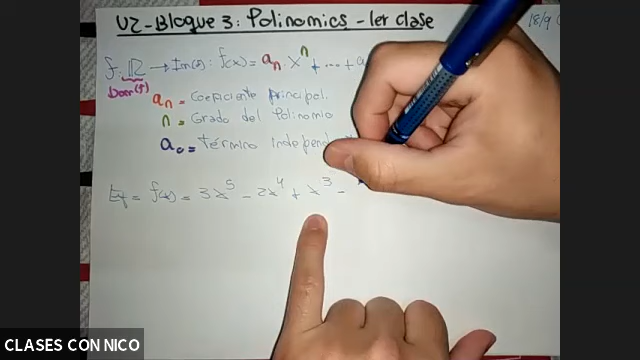 U2-Bloque 3: Polinomios - 1er clase
18/9
f: ℝ → Im(f): f(x) = aₙ · xⁿ + ... + a
Dom(f)
aₙ = Coeficiente principal.
n = Grado del Polinomio
a₀ = Término independ
Ej = f(x) = 3x⁵ - 2x⁴ + x³ -
CLASES CON NICO